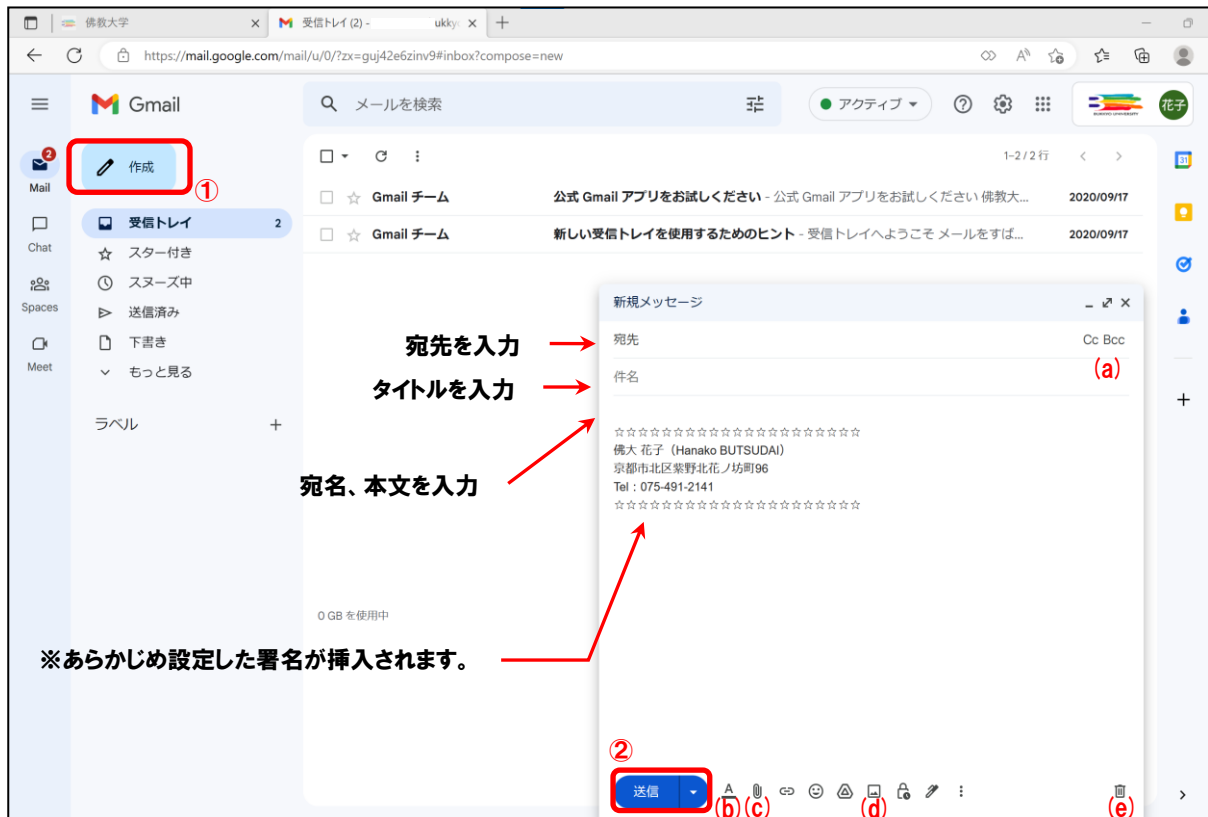 佛教大学
受信トレイ (2) - ukky
https://mail.google.com/mail/u/0/?zx=guj42e6zinv9#inbox?compose=new
Gmail
メールを検索
アクティブ
BUKKYO UNIVERSITY
花子
2
Mail
作成
①
1–2 / 2 行
31
Gmail チーム 公式 Gmail アプリをお試しください - 公式 Gmail アプリをお試しください 佛教大... 2020/09/17
受信トレイ 2
Chat
スター付き
Gmail チーム 新しい受信トレイを使用するためのヒント - 受信トレイへようこそ メールをすば... 2020/09/17
スヌーズ中
Spaces
送信済み
下書き
Meet
もっと見る
ラベル
新規メッセージ
宛先を入力
宛先 Cc Bcc
(a)
タイトルを入力
件名
宛名、本文を入力
☆☆☆☆☆☆☆☆☆☆☆☆☆☆☆☆☆☆☆☆☆
佛大 花子（Hanako BUTSUDAI）
京都市北区紫野北花ノ坊町96
Tel：075-491-2141
☆☆☆☆☆☆☆☆☆☆☆☆☆☆☆☆☆☆☆☆☆
0 GB を使用中
※あらかじめ設定した署名が挿入されます。
②
送信
(b) (c) (d) (e)